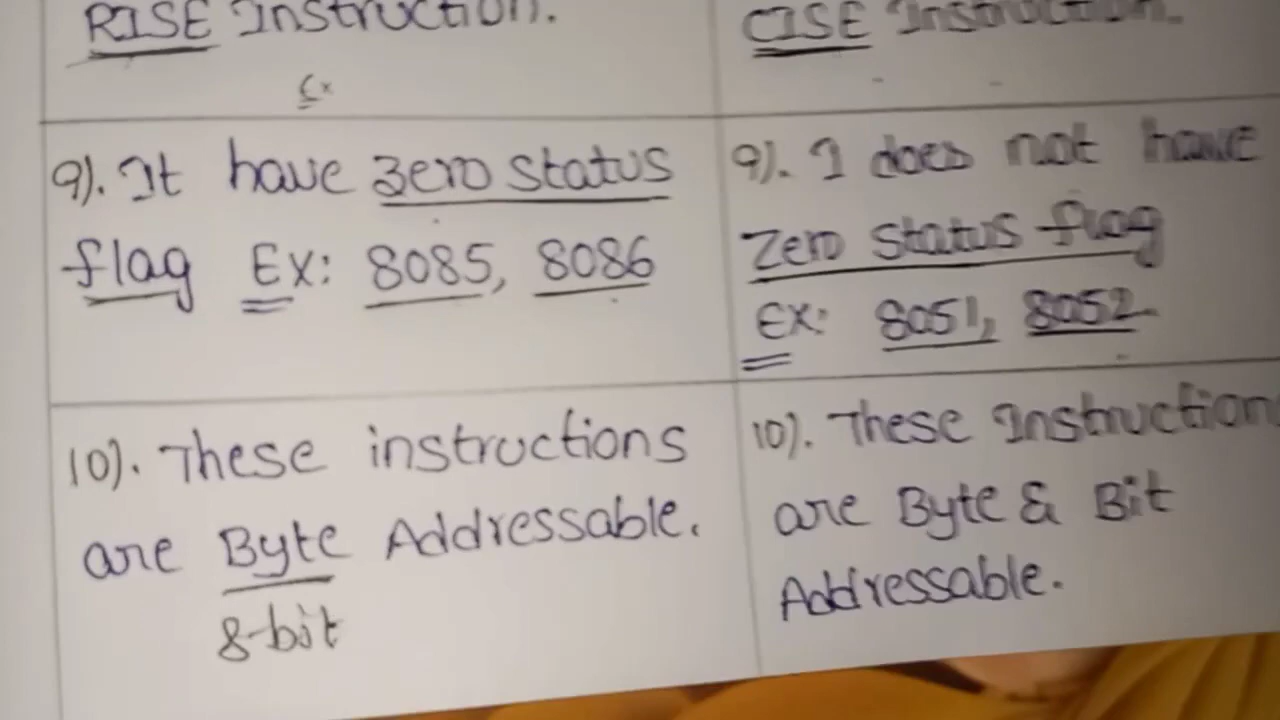 RISE Instruction.
Ex
9). It have zero status
flag Ex: 8085, 8086
10). These instructions
are Byte Addressable.
8-bit
CISE Instruction.
9). I does not have
Zero status flag
Ex: 8051, 8052
10). These Instruction
are Byte & Bit
Addressable.